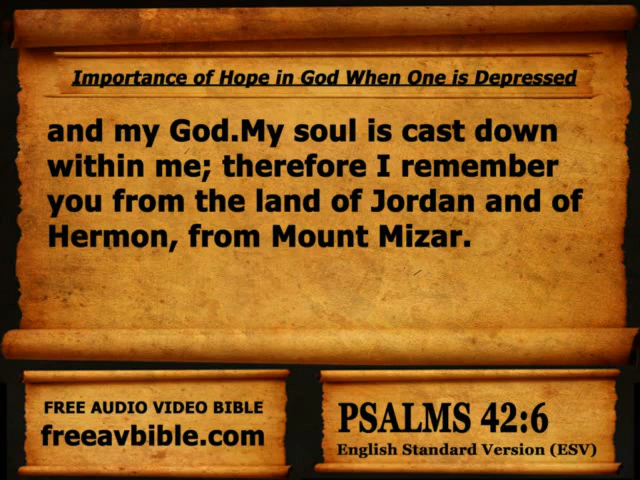 Importance of Hope in God When One is Depressed
and my God.My soul is cast down
within me; therefore I remember
you from the land of Jordan and of
Hermon, from Mount Mizar.
FREE AUDIO VIDEO BIBLE
freeavbible.com
PSALMS 42:6
English Standard Version (ESV)